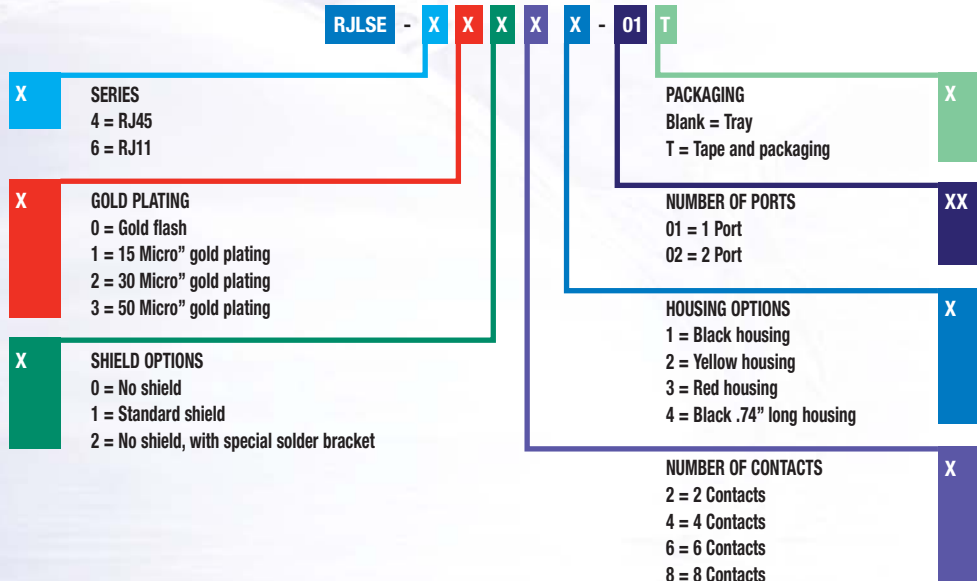 RJLSE - X X X X X - 01 T
X SERIES
4 = RJ45
6 = RJ11
X GOLD PLATING
0 = Gold flash
1 = 15 Micro” gold plating
2 = 30 Micro” gold plating
3 = 50 Micro” gold plating
X SHIELD OPTIONS
0 = No shield
1 = Standard shield
2 = No shield, with special solder bracket
PACKAGING X
Blank = Tray
T = Tape and packaging
NUMBER OF PORTS XX
01 = 1 Port
02 = 2 Port
HOUSING OPTIONS X
1 = Black housing
2 = Yellow housing
3 = Red housing
4 = Black .74” long housing
NUMBER OF CONTACTS X
2 = 2 Contacts
4 = 4 Contacts
6 = 6 Contacts
8 = 8 Contacts